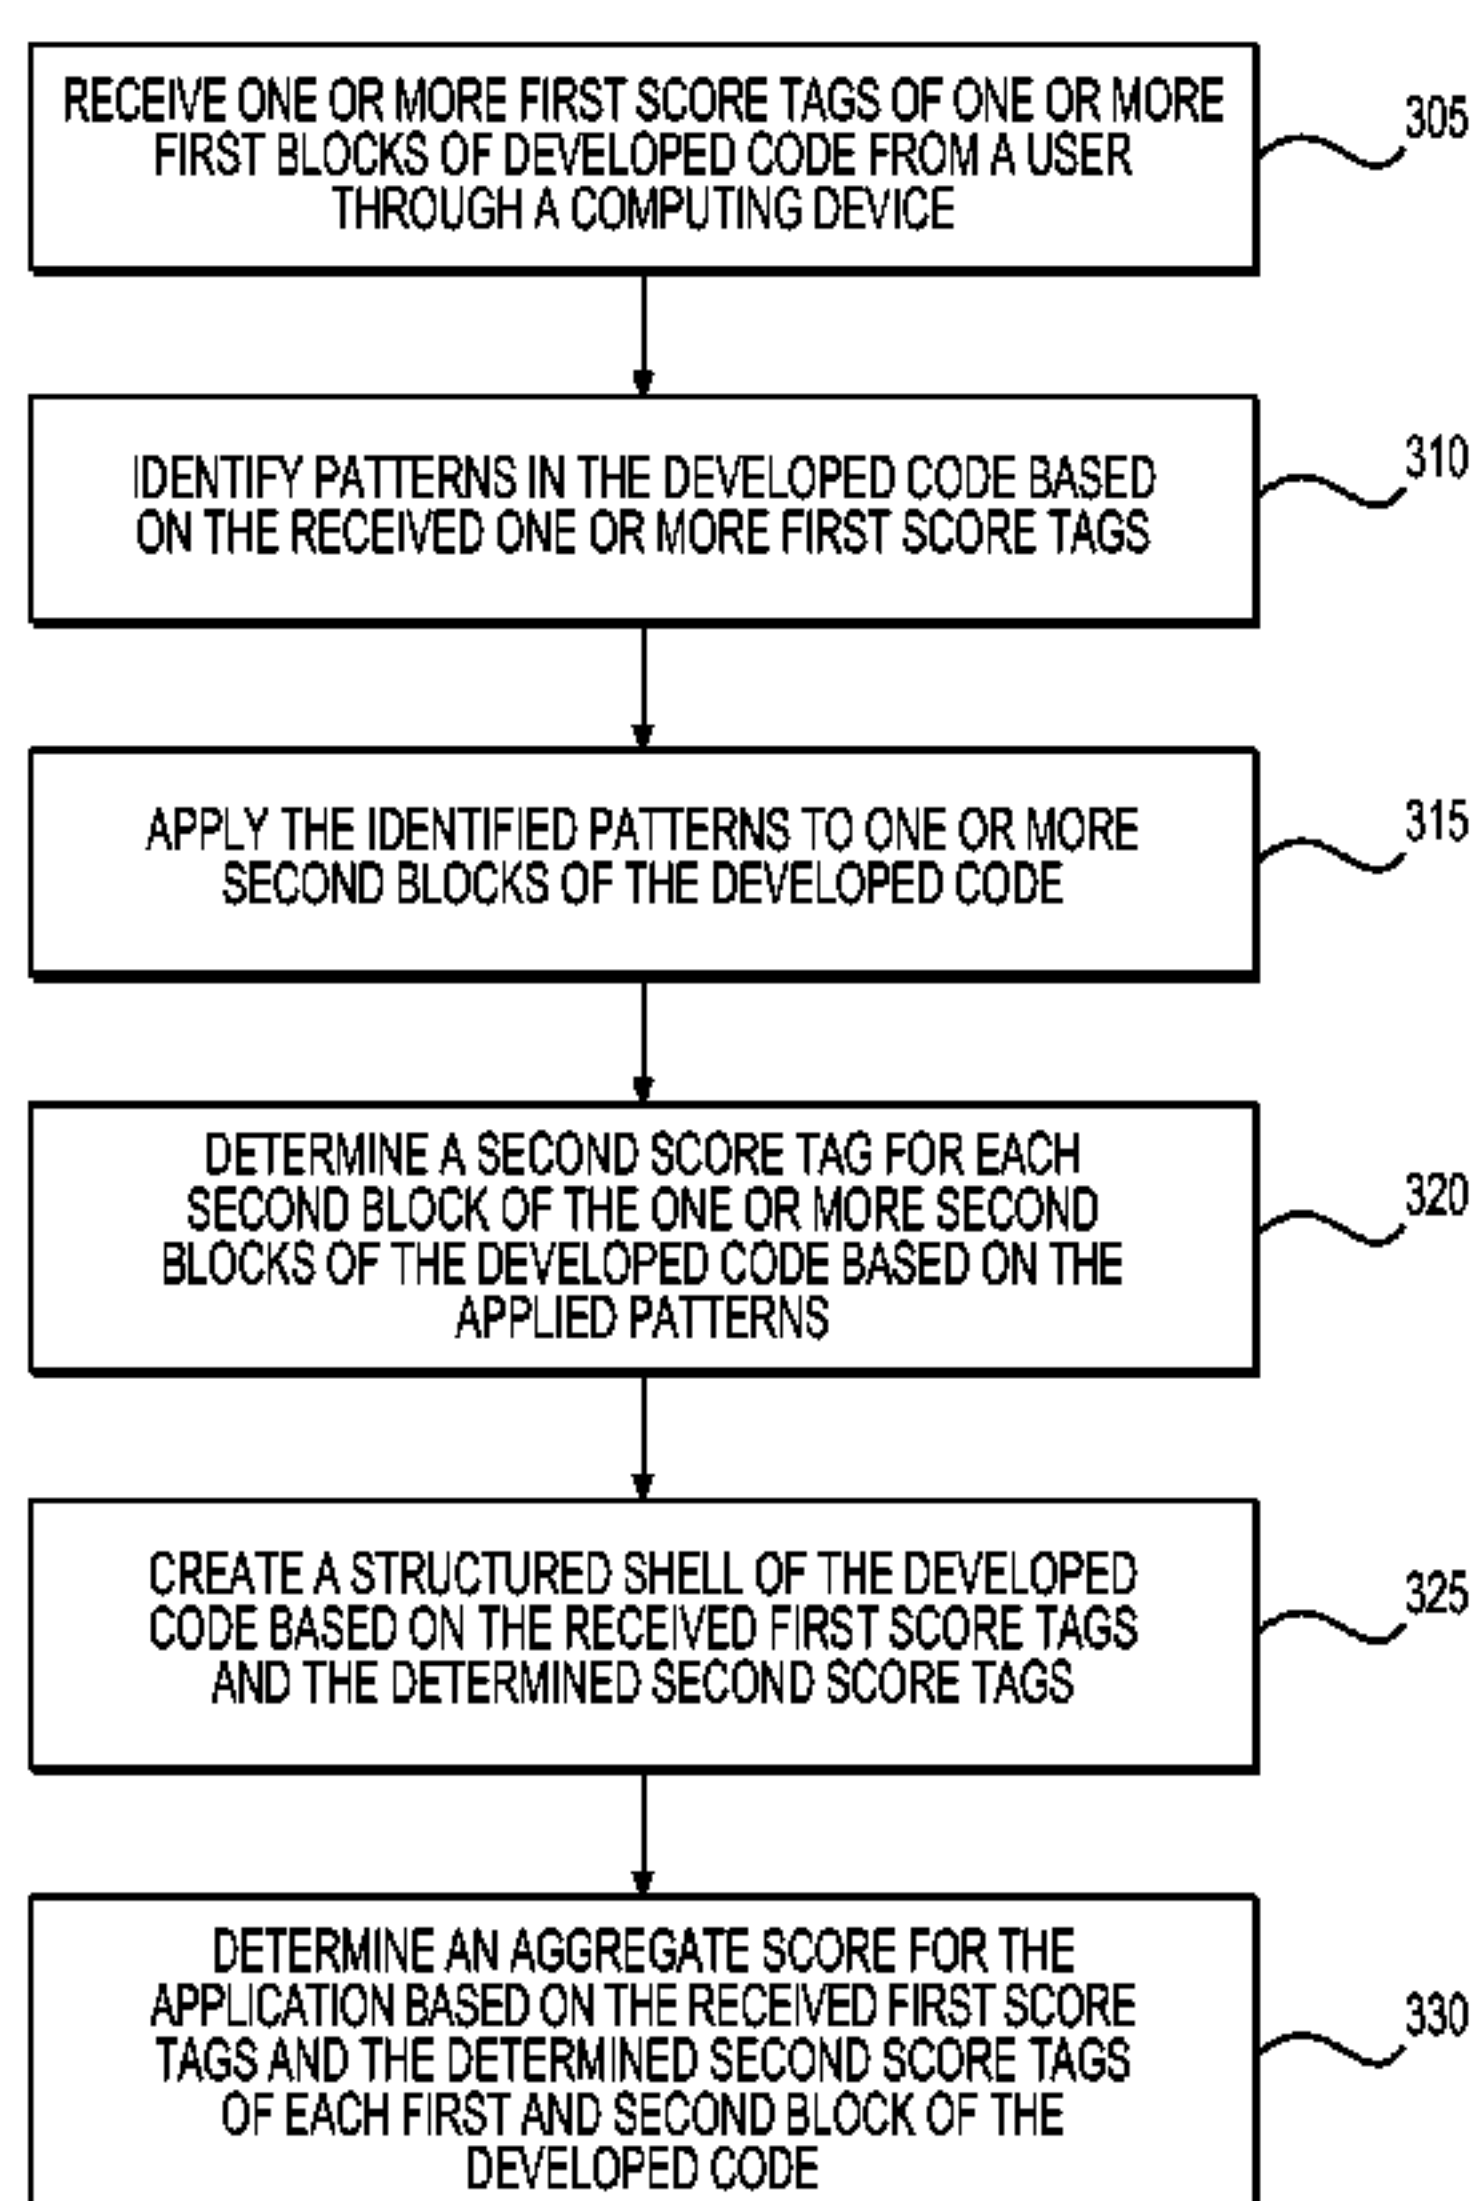 RECEIVE ONE OR MORE FIRST SCORE TAGS OF ONE OR MORE
FIRST BLOCKS OF DEVELOPED CODE FROM A USER
THROUGH A COMPUTING DEVICE
305
IDENTIFY PATTERNS IN THE DEVELOPED CODE BASED
ON THE RECEIVED ONE OR MORE FIRST SCORE TAGS
310
APPLY THE IDENTIFIED PATTERNS TO ONE OR MORE
SECOND BLOCKS OF THE DEVELOPED CODE
315
DETERMINE A SECOND SCORE TAG FOR EACH
SECOND BLOCK OF THE ONE OR MORE SECOND
BLOCKS OF THE DEVELOPED CODE BASED ON THE
APPLIED PATTERNS
320
CREATE A STRUCTURED SHELL OF THE DEVELOPED
CODE BASED ON THE RECEIVED FIRST SCORE TAGS
AND THE DETERMINED SECOND SCORE TAGS
325
DETERMINE AN AGGREGATE SCORE FOR THE
APPLICATION BASED ON THE RECEIVED FIRST SCORE
TAGS AND THE DETERMINED SECOND SCORE TAGS
OF EACH FIRST AND SECOND BLOCK OF THE
DEVELOPED CODE
330